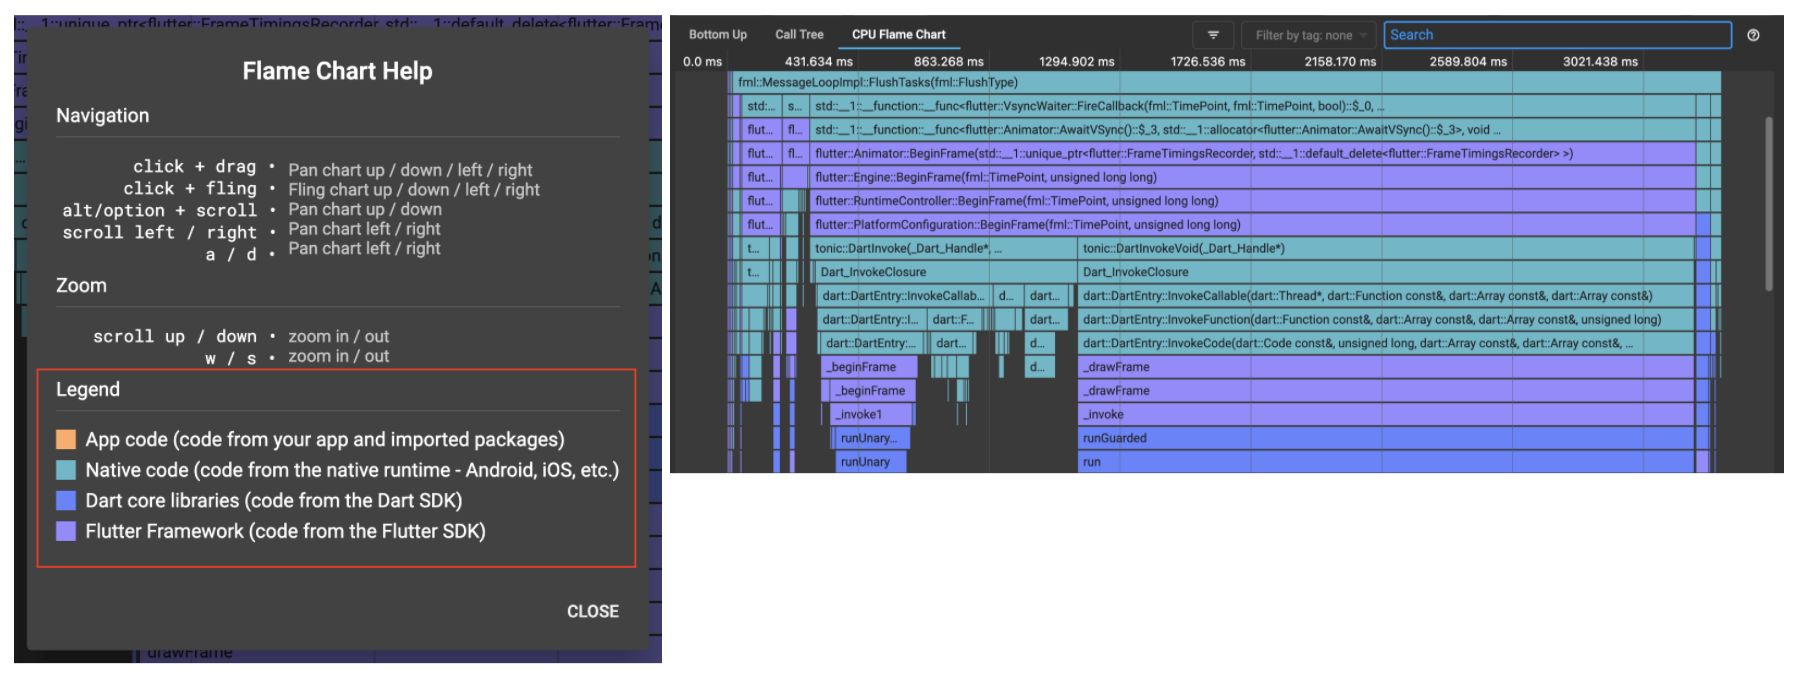 _1::unique_ptr<flutter::FrameTimingsRecorder, std::__1::default_delete<flutter::Fram
Flame Chart Help
Navigation
click + drag • Pan chart up / down / left / right
click + fling • Fling chart up / down / left / right
alt/option + scroll • Pan chart up / down
scroll left / right • Pan chart left / right
a / d • Pan chart left / right
Zoom
scroll up / down • zoom in / out
w / s • zoom in / out
Legend
App code (code from your app and imported packages)
Native code (code from the native runtime - Android, iOS, etc.)
Dart core libraries (code from the Dart SDK)
Flutter Framework (code from the Flutter SDK)
CLOSE
drawFrame
Bottom Up Call Tree CPU Flame Chart Filter by tag: none Search
0.0 ms 431.634 ms 863.268 ms 1294.902 ms 1726.536 ms 2158.170 ms 2589.804 ms 3021.438 ms
fml::MessageLoopImpl::FlushTasks(fml::FlushType)
std:... s... std::__1::__function::__func<flutter::VsyncWaiter::FireCallback(fml::TimePoint, fml::TimePoint, bool)::$_0, ...
flut... fl... std::__1::__function::__func<flutter::Animator::AwaitVSync()::$_3, std::__1::allocator<flutter::Animator::AwaitVSync()::$_3>, void ...
flut... fl... flutter::Animator::BeginFrame(std::__1::unique_ptr<flutter::FrameTimingsRecorder, std::__1::default_delete<flutter::FrameTimingsRecorder> >)
flut... flutter::Engine::BeginFrame(fml::TimePoint, unsigned long long)
flut... flutter::RuntimeController::BeginFrame(fml::TimePoint, unsigned long long)
flut... flutter::PlatformConfiguration::BeginFrame(fml::TimePoint, unsigned long long)
t... tonic::DartInvoke(_Dart_Handle*, ... tonic::DartInvokeVoid(_Dart_Handle*)
t... Dart_InvokeClosure Dart_InvokeClosure
dart::DartEntry::InvokeCallab... d... dart... dart::DartEntry::InvokeCallable(dart::Thread*, dart::Function const&, dart::Array const&, dart::Array const&)
dart::DartEntry::I... dart::F... dart... dart::DartEntry::InvokeFunction(dart::Function const&, dart::Array const&, dart::Array const&, unsigned long)
dart::DartEntry:... dart... d... dart::DartEntry::InvokeCode(dart::Code const&, unsigned long, dart::Array const&, dart::Array const&, ...
_beginFrame d... _drawFrame
_beginFrame _drawFrame
_invoke1 _invoke
runUnary... runGuarded
runUnary run